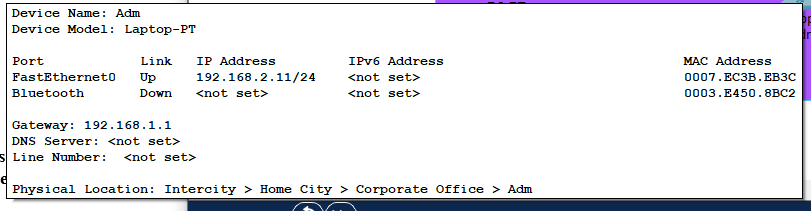 Device Name: Adm
Device Model: Laptop-PT
Port Link IP Address IPv6 Address MAC Address
FastEthernet0 Up 192.168.2.11/24 <not set> 0007.EC3B.EB3C
Bluetooth Down <not set> <not set> 0003.E450.8BC2
Gateway: 192.168.1.1
DNS Server: <not set>
Line Number: <not set>
Physical Location: Intercity > Home City > Corporate Office > Adm